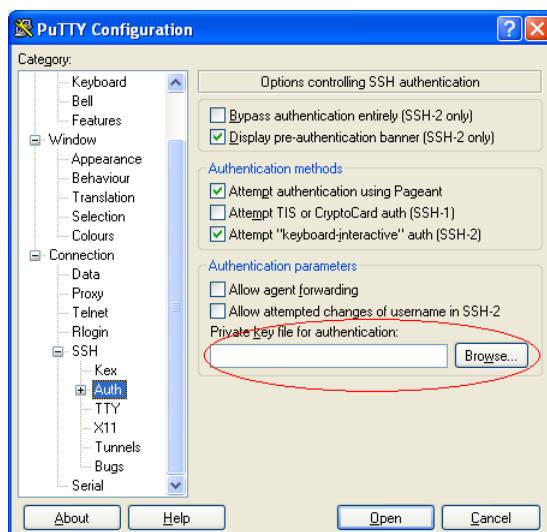 PuTTY Configuration
Category:
Keyboard
Bell
Features
Window
Appearance
Behaviour
Translation
Selection
Colours
Connection
Data
Proxy
Telnet
Rlogin
SSH
Kex
Auth
TTY
X11
Tunnels
Bugs
Serial
Options controlling SSH authentication
Bypass authentication entirely (SSH-2 only)
Display pre-authentication banner (SSH-2 only)
Authentication methods
Attempt authentication using Pageant
Attempt TIS or CryptoCard auth (SSH-1)
Attempt "keyboard-interactive" auth (SSH-2)
Authentication parameters
Allow agent forwarding
Allow attempted changes of username in SSH-2
Private key file for authentication:
Browse...
About
Help
Open
Cancel